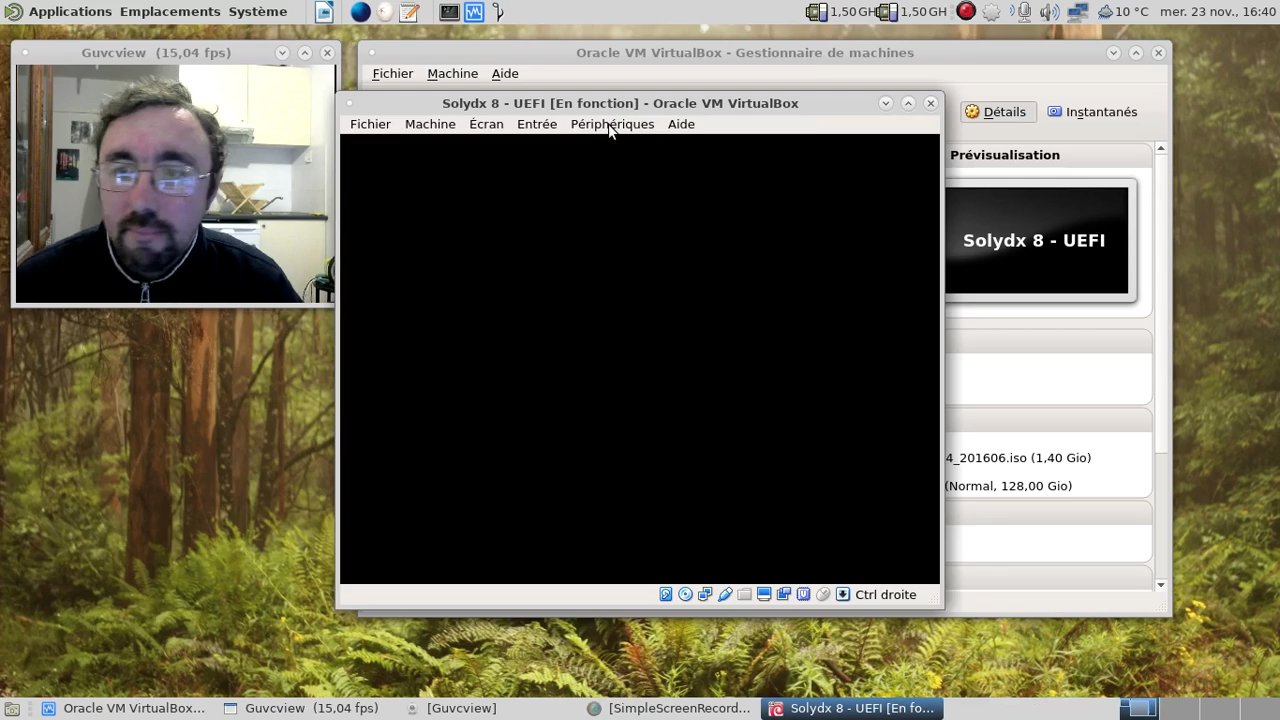 Applications Emplacements Système
1,50GH 1,50 GH 10 °C mer. 23 nov., 16:40
Guvcview (15,04 fps)
Oracle VM VirtualBox - Gestionnaire de machines
Fichier Machine Aide
Détails Instantanés
Solydx 8 - UEFI [En fonction] - Oracle VM VirtualBox
Fichier Machine Écran Entrée Périphériques Aide
Prévisualisation
Solydx 8 - UEFI
4_201606.iso (1,40 Gio)
(Normal, 128,00 Gio)
Ctrl droite
Oracle VM VirtualBox... Guvcview (15,04 fps) [Guvcview] [SimpleScreenRecord... Solydx 8 - UEFI [En fo...